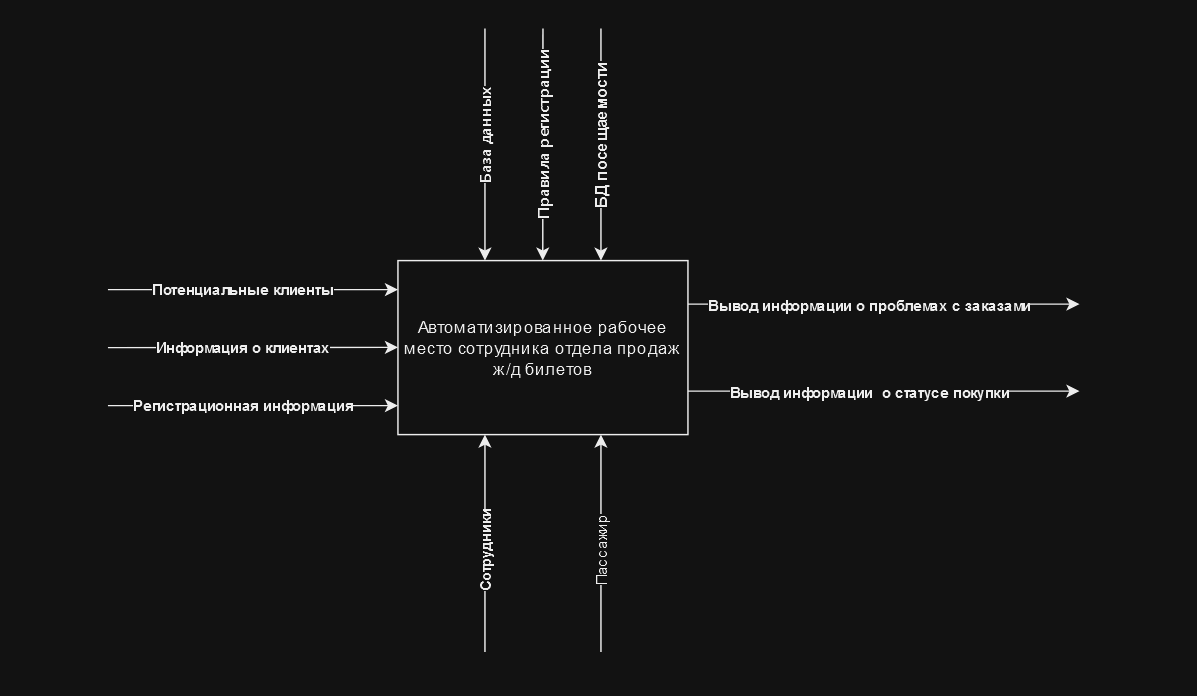 База данных
Правила регистрации
БД посещаемости
Потенциальные клиенты
Информация о клиентах
Регистрационная информация
Автоматизированное рабочее
место сотрудника отдела продаж
ж/д билетов
Вывод информации о проблемах с заказами
Вывод информации о статусе покупки
Сотрудники
Пассажир